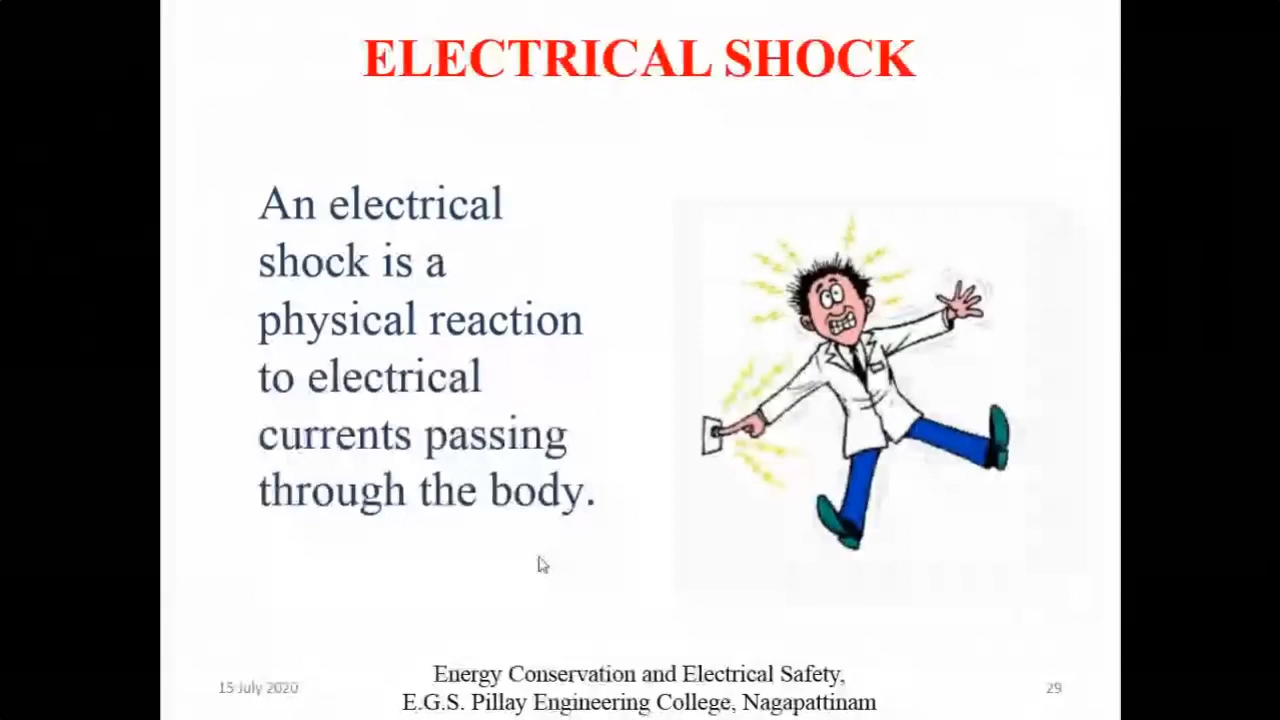 ELECTRICAL SHOCK
An electrical
shock is a
physical reaction
to electrical
currents passing
through the body.
15 July 2020
Energy Conservation and Electrical Safety,
E.G.S. Pillay Engineering College, Nagapattinam
29